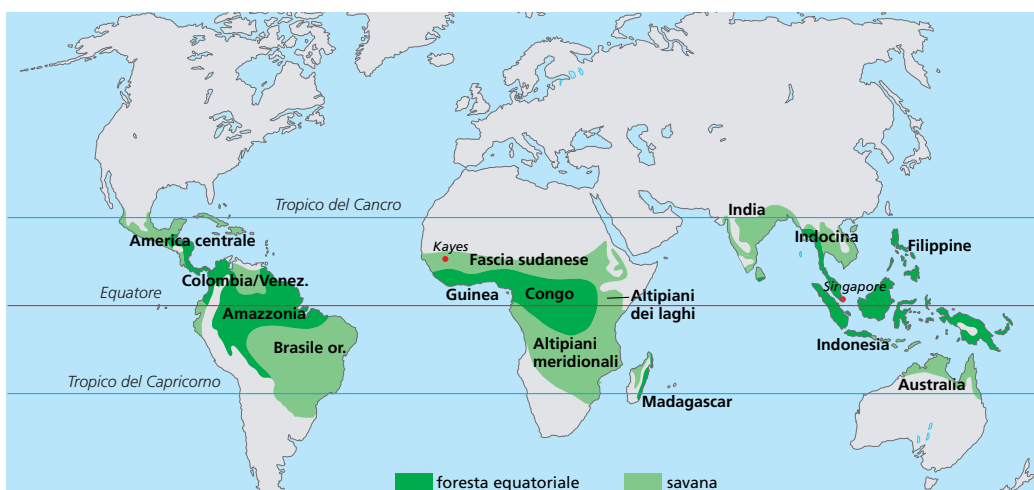 Tropico del Cancro
India
America centrale
Kayes
Indocina
Filippine
Fascia sudanese
Colombia/Venez.
Singapore
Equatore
Guinea
Congo
Altipiani
dei laghi
Amazzonia
Brasile or.
Altipiani
meridionali
Indonesia
Tropico del Capricorno
Australia
Madagascar
foresta equatoriale
savana